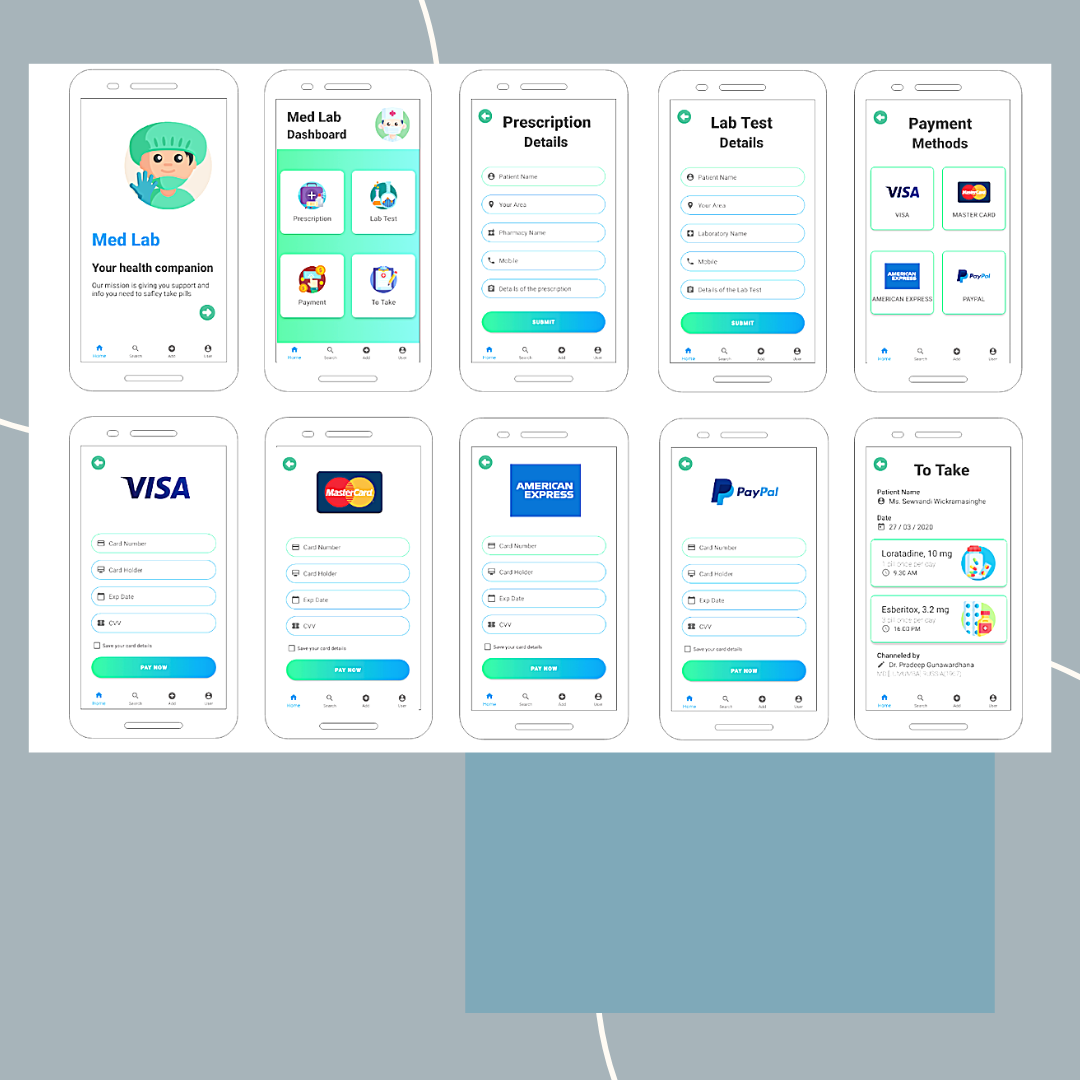 Med Lab
Your health companion
Our mission is giving you support and
info you need to safley take pills
Home
Search
Add
User
Med Lab
Dashboard
Prescription
Lab Test
Payment
To Take
Home
Search
Add
User
Prescription
Details
Patient Name
Your Area
Pharmacy Name
Mobile
Details of the prescription
SUBMIT
Home
Search
Add
User
Lab Test
Details
Patient Name
Your Area
Laboratory Name
Mobile
Details of the Lab Test
SUBMIT
Home
Search
Add
User
Payment
Methods
VISA
VISA
MasterCard
MASTER CARD
AMERICAN
EXPRESS
AMERICAN EXPRESS
PayPal
PAYPAL
Home
Search
Add
User
VISA
Card Number
Card Holder
Exp Date
CVV
Save your card details
PAY NOW
Home
Search
Add
User
MasterCard
Card Number
Card Holder
Exp Date
CVV
Save your card details
PAY NOW
Home
Search
Add
User
AMERICAN
EXPRESS
Card Number
Card Holder
Exp Date
CVV
Save your card details
PAY NOW
Home
Search
Add
User
PayPal
Card Number
Card Holder
Exp Date
CVV
Save your card details
PAY NOW
Home
Search
Add
User
To Take
Patient Name
Ms. Sewvandi Wickramasinghe
Date
27 / 03 / 2020
Loratadine, 10 mg
1 pill once per day
9:30 AM
Esberitox, 3.2 mg
3 pill once per day
16:00 PM
Channeled by
Dr. Pradeep Gunawardhana
Home
Search
Add
User